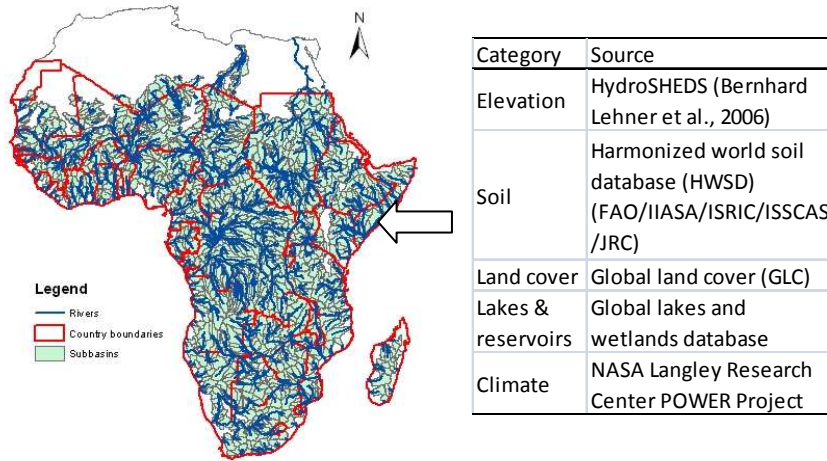 N
Legend
Rivers
Country boundaries
Subbasins
Category Source
Elevation HydroSHEDS (Bernhard
Lehner et al., 2006)
Soil Harmonized world soil
database (HWSD)
(FAO/IIASA/ISRIC/ISSCAS
/JRC)
Land cover Global land cover (GLC)
Lakes & Global lakes and
reservoirs wetlands database
Climate NASA Langley Research
Center POWER Project